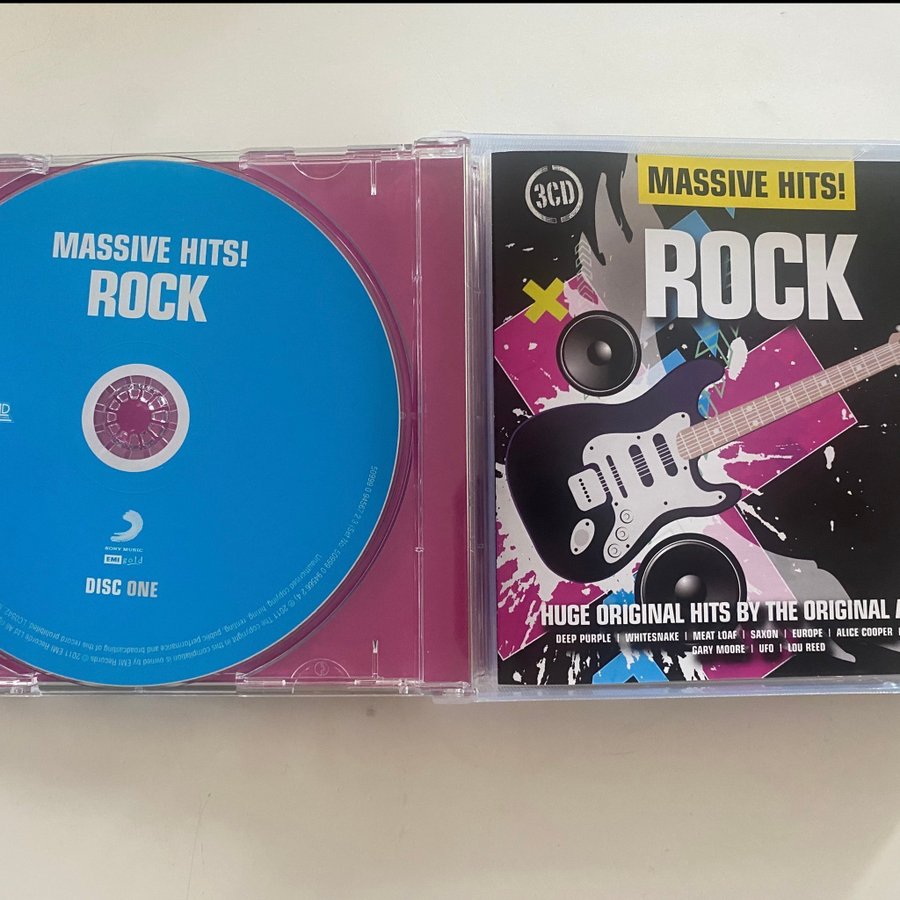 MASSIVE HITS!
ROCK
SONY MUSIC
EMI gold
DISC ONE
3CD
MASSIVE HITS!
ROCK
HUGE ORIGINAL HITS BY THE ORIGINAL
DEEP PURPLE | WHITESNAKE | MEAT LOAF | SAXON | EUROPE | ALICE COOPER
GARY MOORE | UFO | LOU REED